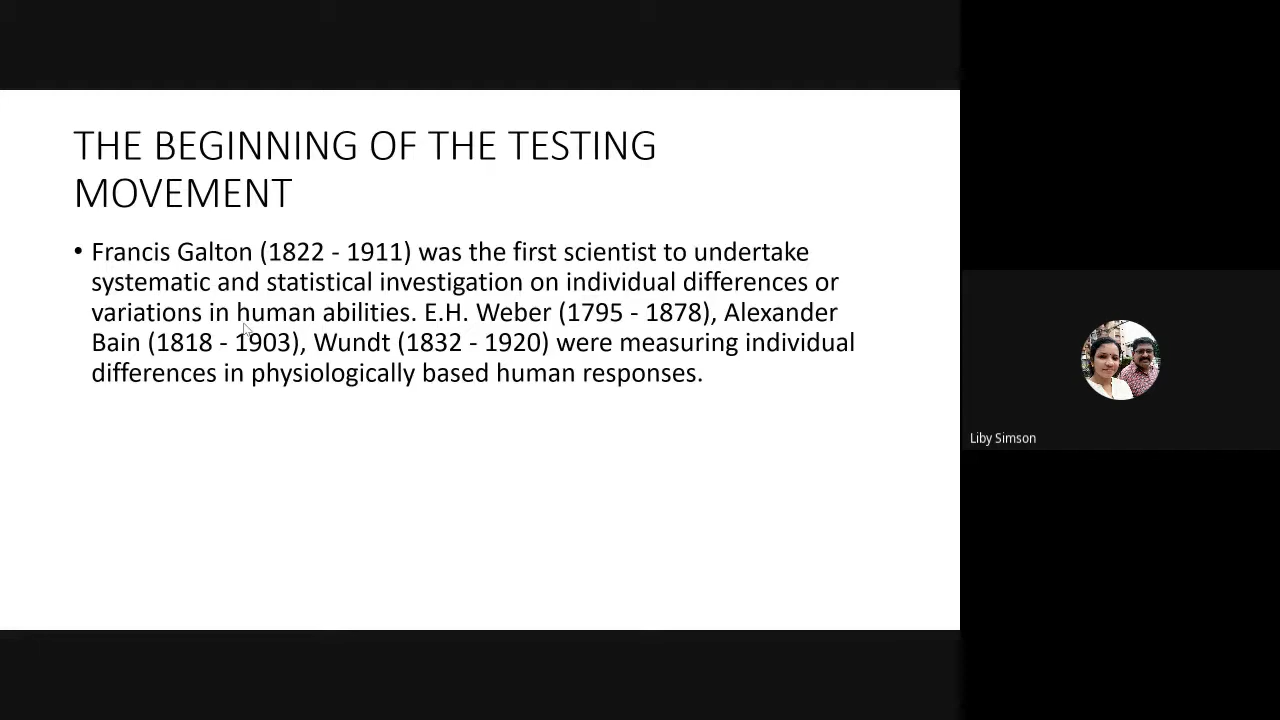 THE BEGINNING OF THE TESTING
MOVEMENT
• Francis Galton (1822 - 1911) was the first scientist to undertake
systematic and statistical investigation on individual differences or
variations in human abilities. E.H. Weber (1795 - 1878), Alexander
Bain (1818 - 1903), Wundt (1832 - 1920) were measuring individual
differences in physiologically based human responses.
Liby Simson